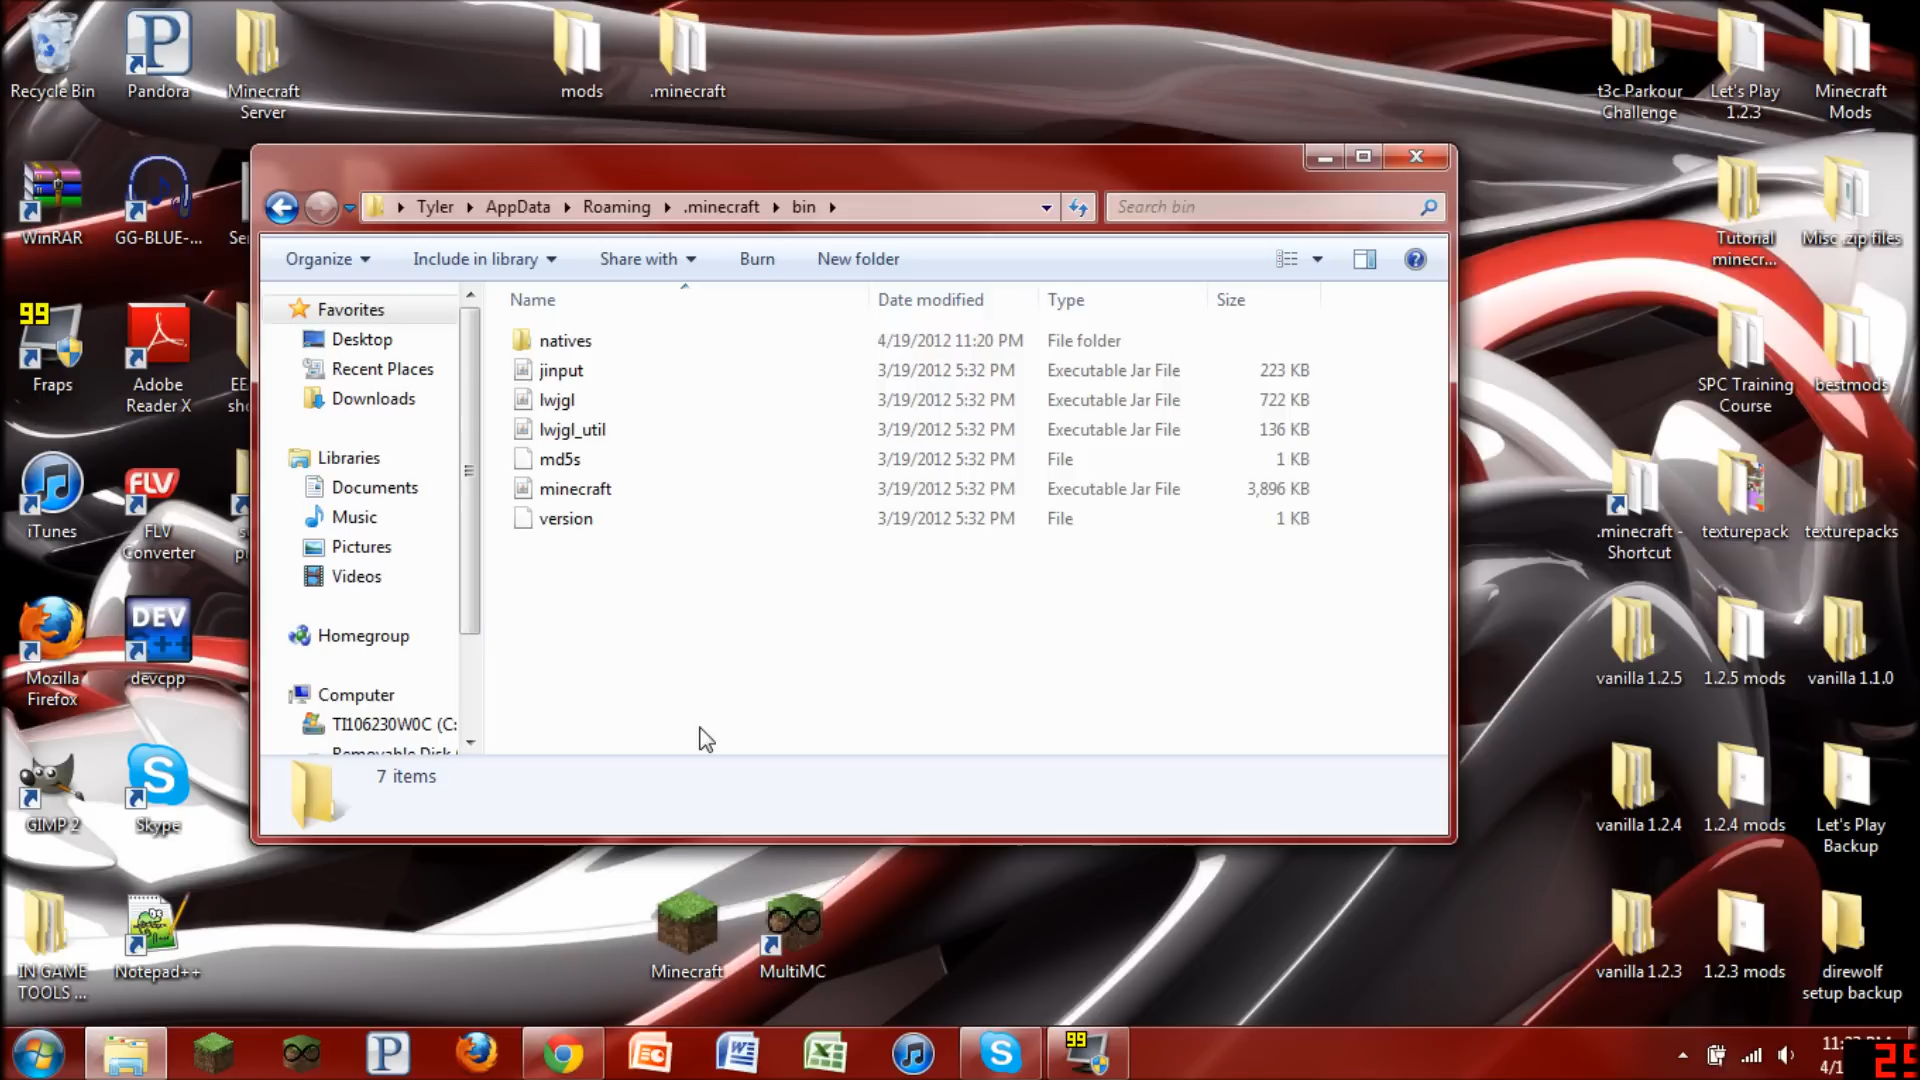 Recycle Bin
Pandora
Minecraft
Server
mods
.minecraft
t3c Parkour
Challenge
Let's Play
1.2.3
Minecraft
Mods
WinRAR
GG-BLUE-...
Tutorial
minecr...
Misc .zip files
Tyler AppData Roaming .minecraft bin
Search bin
Organize
Include in library
Share with
Burn
New folder
Favorites
Desktop
Recent Places
Downloads
Libraries
Documents
Music
Pictures
Videos
Homegroup
Computer
TI106230W0C (C:
Removable Disk
Name Date modified Type Size
natives 4/19/2012 11:20 PM File folder
jinput 3/19/2012 5:32 PM Executable Jar File 223 KB
lwjgl 3/19/2012 5:32 PM Executable Jar File 722 KB
lwjgl_util 3/19/2012 5:32 PM Executable Jar File 136 KB
md5s 3/19/2012 5:32 PM File 1 KB
minecraft 3/19/2012 5:32 PM Executable Jar File 3,896 KB
version 3/19/2012 5:32 PM File 1 KB
7 items
99
Fraps
Adobe
Reader X
SPC Training
Course
bestmods
iTunes
FLV
FLV
Converter
.minecraft -
Shortcut
texturepack
texturepacks
Mozilla
Firefox
DEV
C++
devcpp
vanilla 1.2.5
1.2.5 mods
vanilla 1.1.0
GIMP 2
Skype
vanilla 1.2.4
1.2.4 mods
Let's Play
Backup
IN GAME
TOOLS ...
Notepad++
Minecraft
MultiMC
vanilla 1.2.3
1.2.3 mods
direwolf
setup backup
99